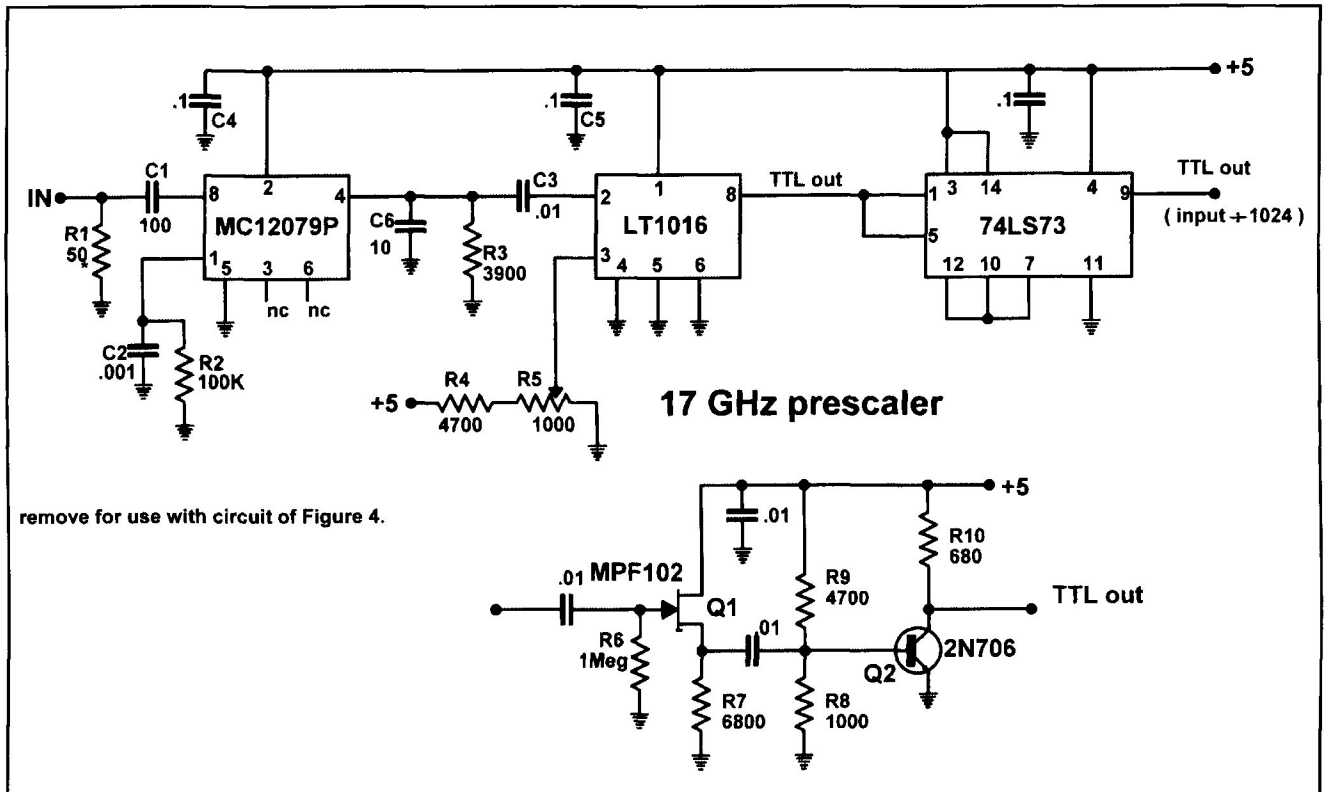 +5
.1
C4
.1
C5
.1
IN
C1
100
R1
50
*
8
2
4
MC12079P
1
5
3
6
nc
nc
C2
.001
R2
100K
C6
10
R3
3900
C3
.01
2
1
8
LT1016
3
4
5
6
TTL out
1
3
14
4
9
74LS73
5
12
10
7
11
TTL out
( input ÷1024 )
+5
R4
4700
R5
1000
17 GHz prescaler
remove for use with circuit of Figure 4.
+5
.01
R10
680
.01
MPF102
Q1
R9
4700
TTL out
R6
1Meg
.01
2N706
Q2
R7
6800
R8
1000